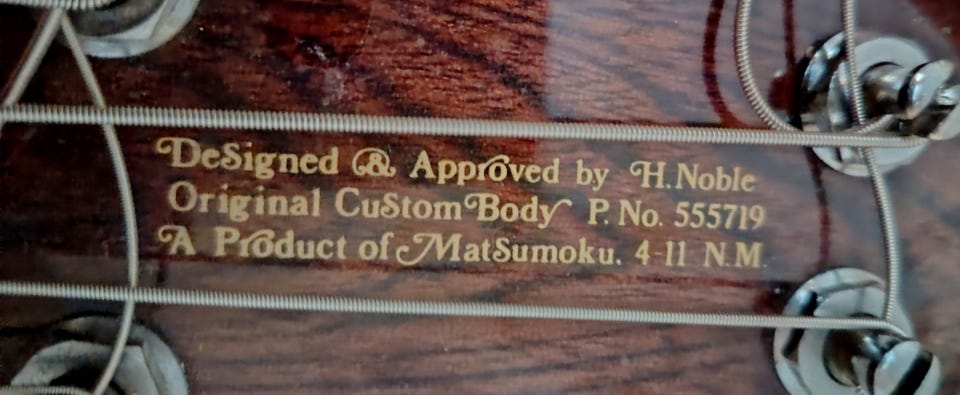 DeSigned & Approved by H. Noble
Original CuStom Body P. No. 555719
A Product of MatSumoku. 4-11 N.M.